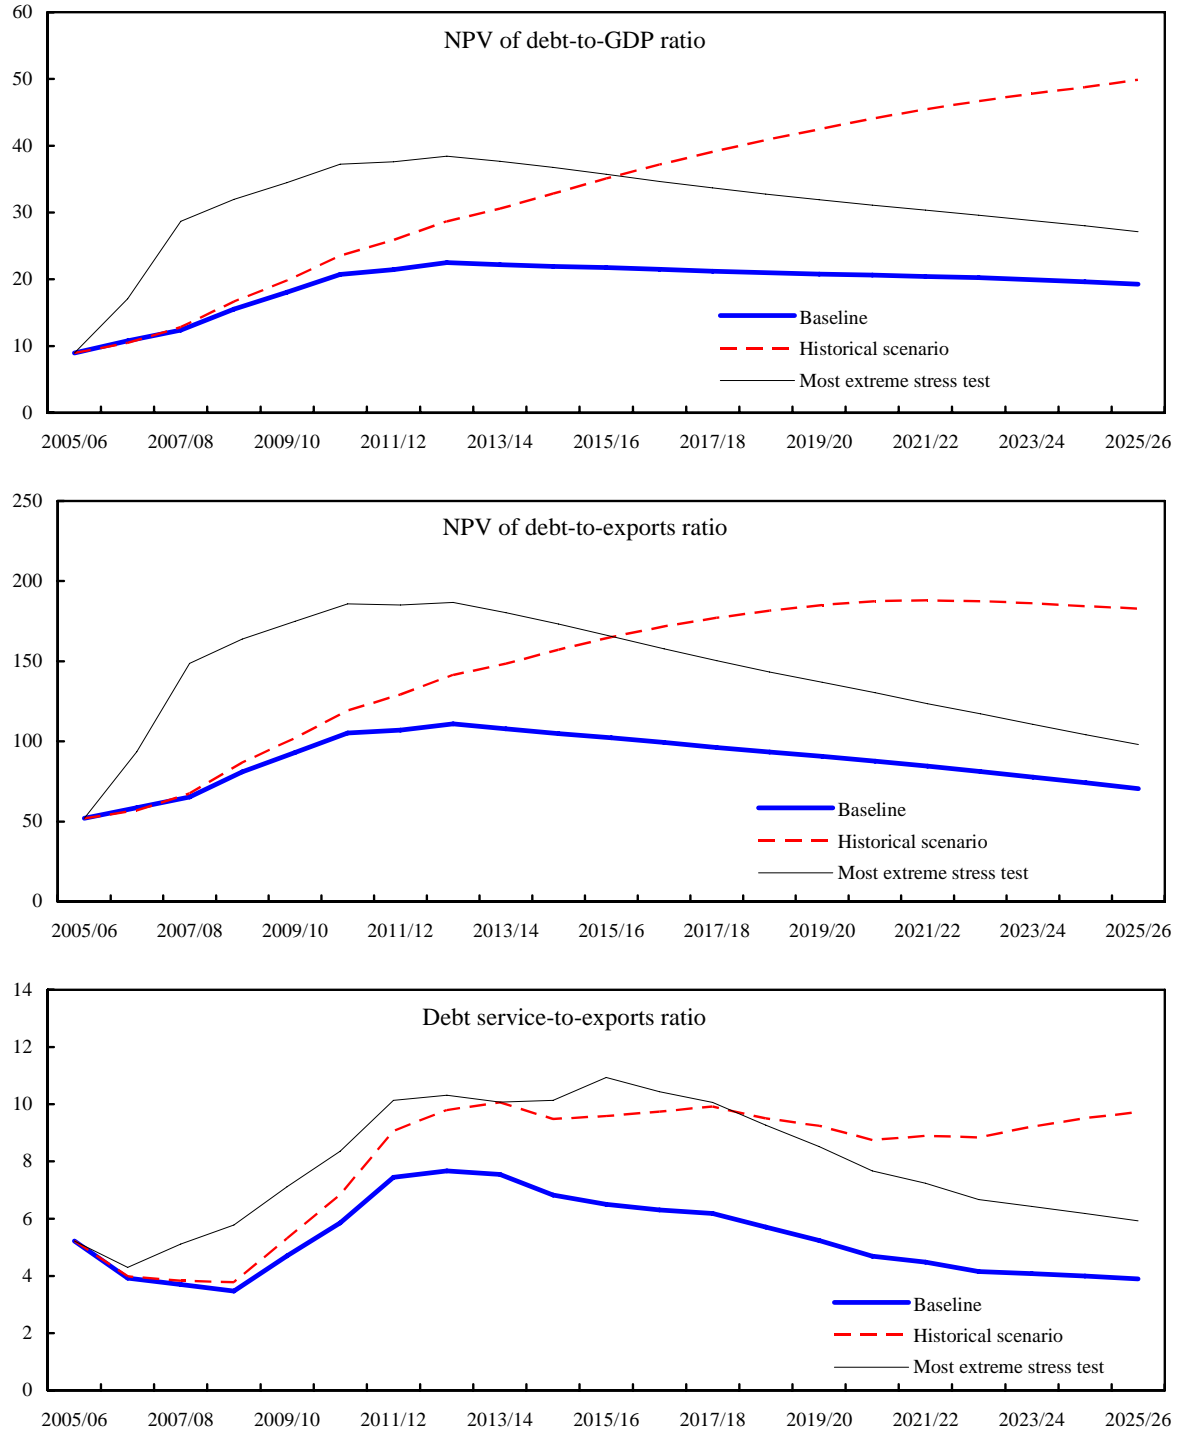 NPV of debt-to-GDP ratio
60
50
40
30
20
10
0
Baseline
Historical scenario
Most extreme stress test
2005/06 2007/08 2009/10 2011/12 2013/14 2015/16 2017/18 2019/20 2021/22 2023/24 2025/26
NPV of debt-to-exports ratio
250
200
150
100
50
0
Baseline
Historical scenario
Most extreme stress test
2005/06 2007/08 2009/10 2011/12 2013/14 2015/16 2017/18 2019/20 2021/22 2023/24 2025/26
Debt service-to-exports ratio
14
12
10
8
6
4
2
0
Baseline
Historical scenario
Most extreme stress test
2005/06 2007/08 2009/10 2011/12 2013/14 2015/16 2017/18 2019/20 2021/22 2023/24 2025/26